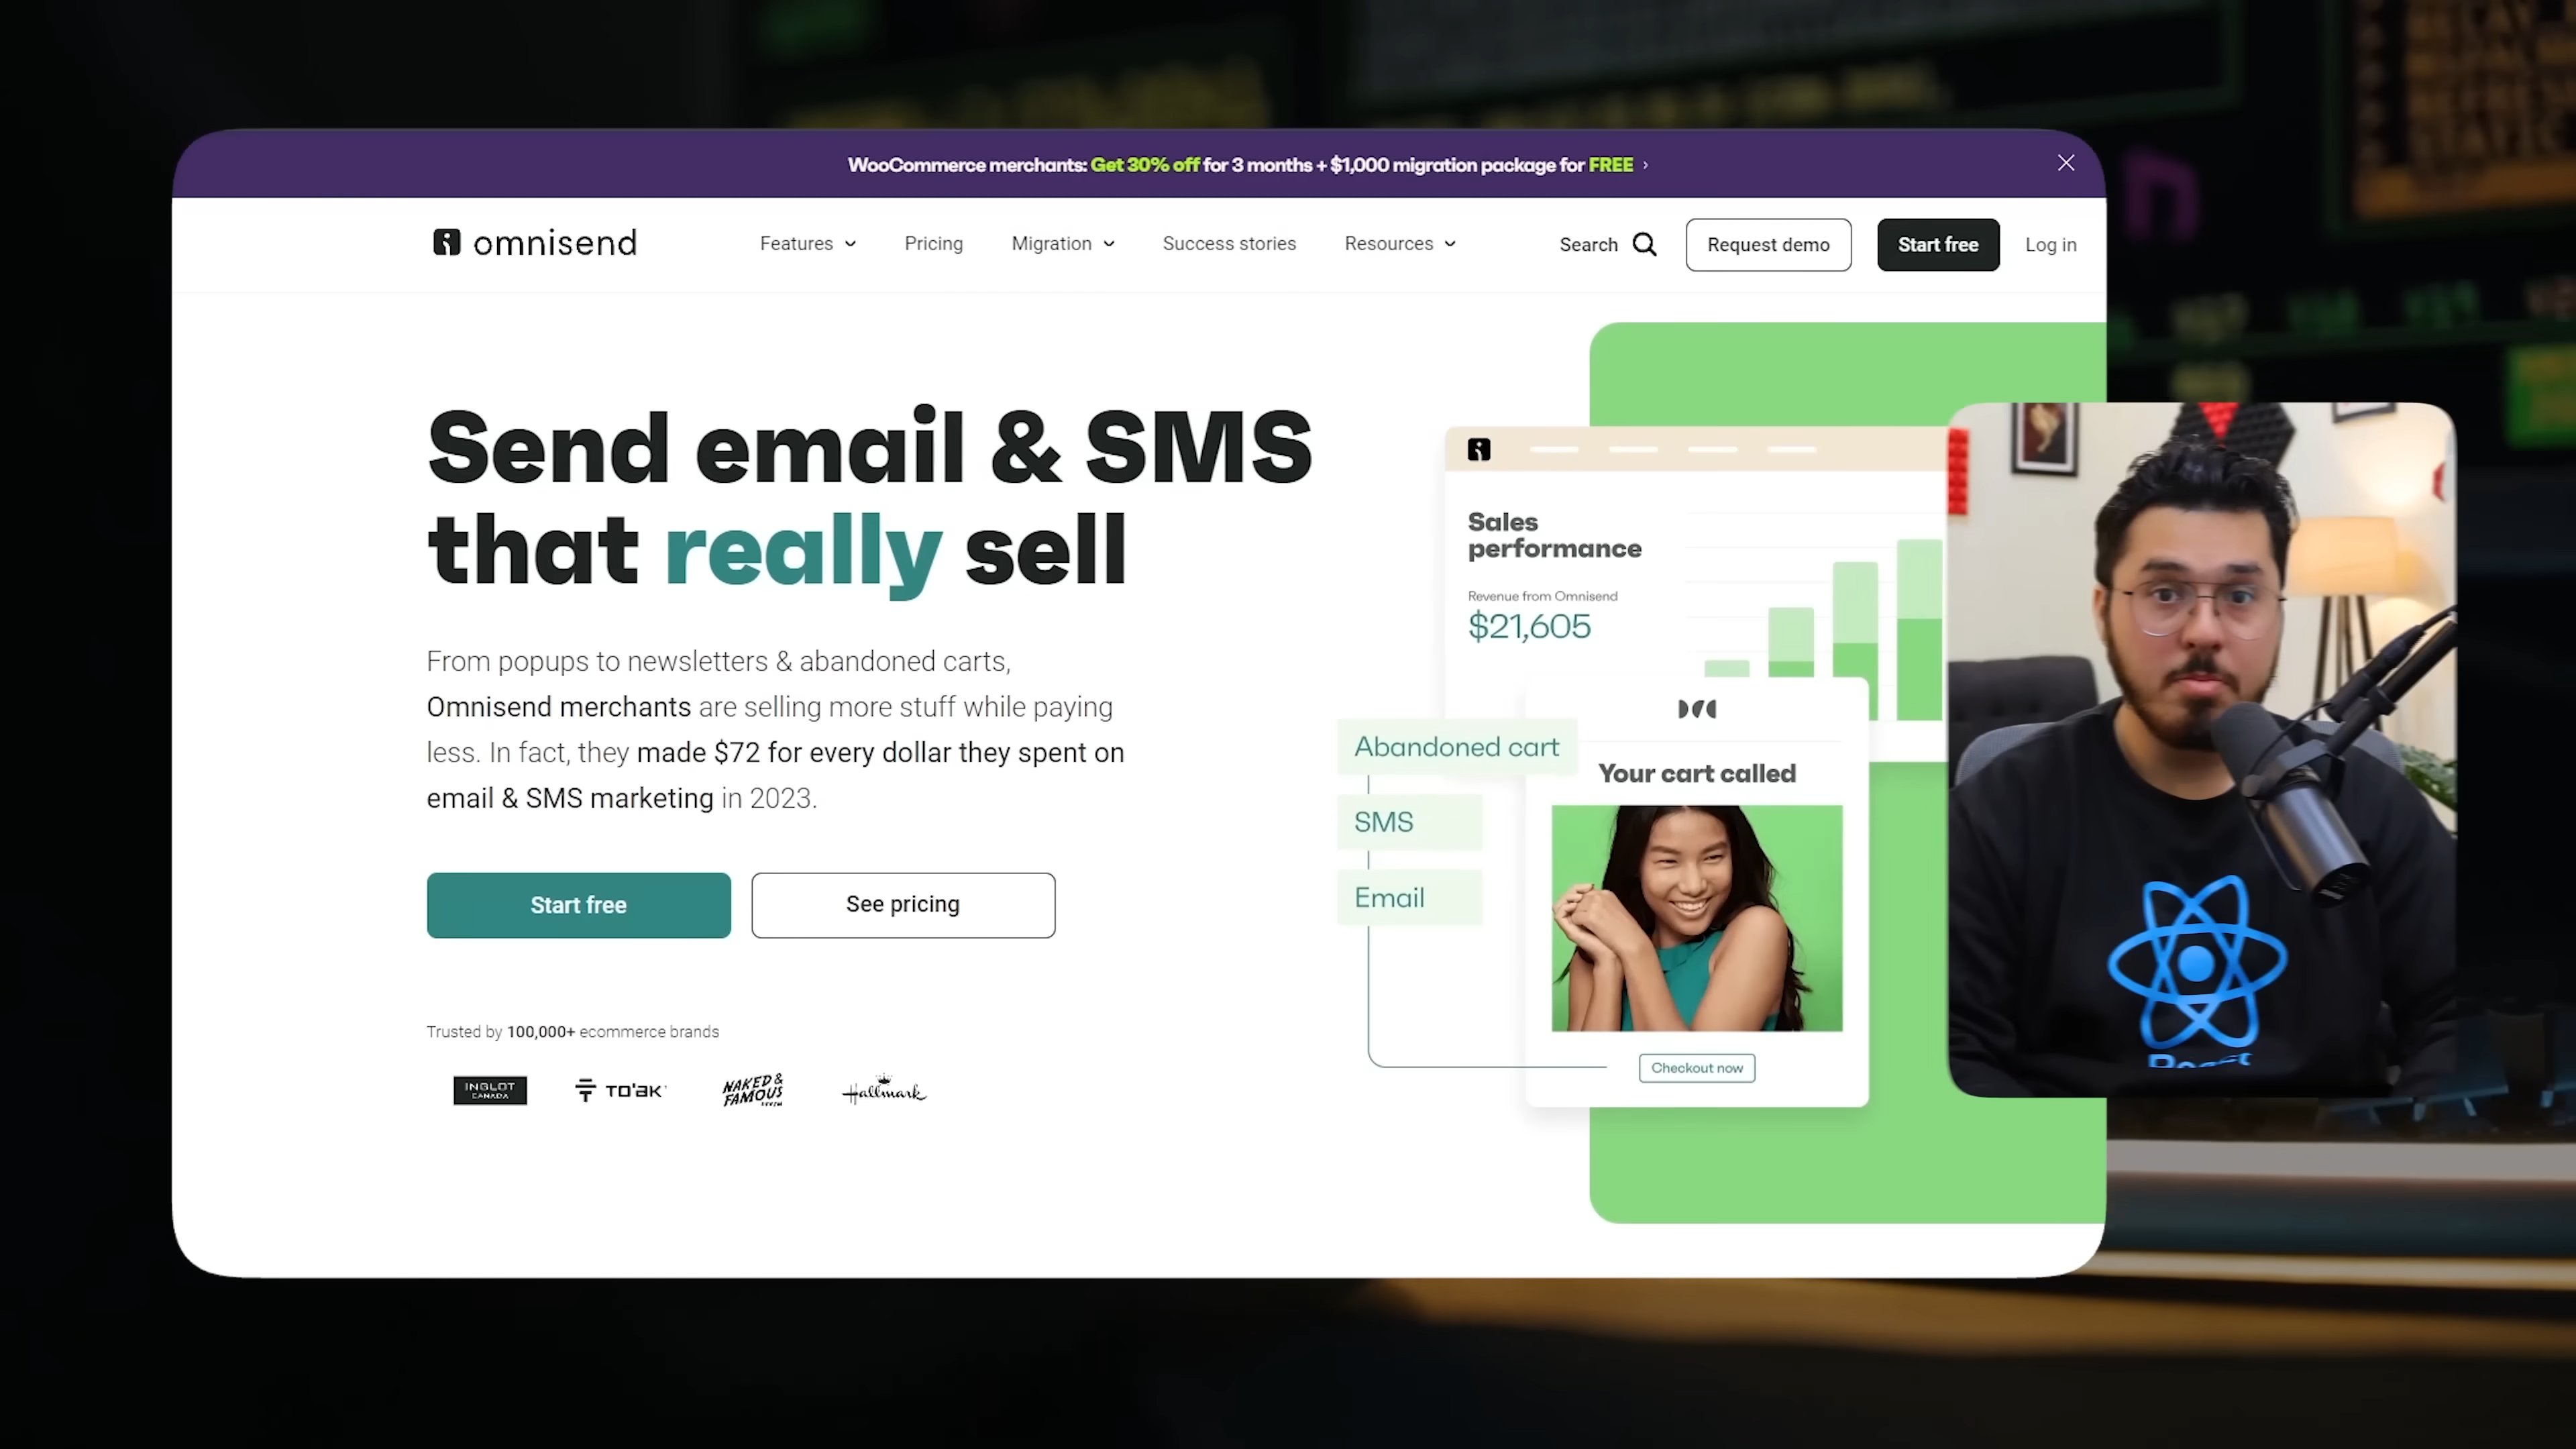 WooCommerce merchants: Get 30% off for 3 months + $1,000 migration package for FREE ›
omnisend
Features
Pricing
Migration
Success stories
Resources
Search
Request demo
Start free
Log in
Send email & SMS
that really sell
From popups to newsletters & abandoned carts,
Omnisend merchants are selling more stuff while paying
less. In fact, they made $72 for every dollar they spent on
email & SMS marketing in 2023.
Start free
See pricing
Trusted by 100,000+ ecommerce brands
INGLOT
CANADA
TO'AK
NAKED &
FAMOUS
Hallmark
Sales
performance
Revenue from Omnisend
$21,605
Abandoned cart
SMS
Email
Your cart called
Checkout now